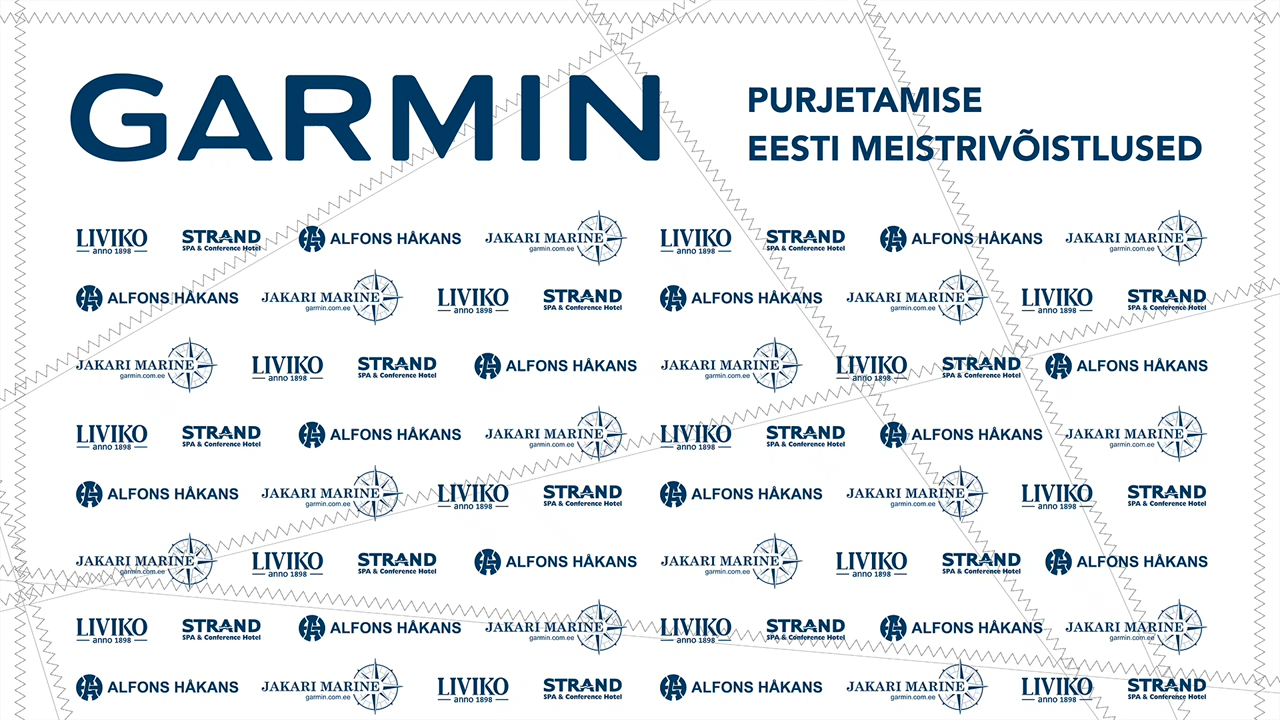 GARMIN
PURJETAMISE
EESTI MEISTRIVÕISTLUSED
LIVIKO anno 1898 STRAND SPA & Conference Hotel ALFONS HÅKANS JAKARI MARINE garmin.com.ee LIVIKO anno 1898 STRAND SPA & Conference Hotel ALFONS HÅKANS JAKARI MARINE garmin.com.ee
ALFONS HÅKANS JAKARI MARINE garmin.com.ee LIVIKO anno 1898 STRAND SPA & Conference Hotel ALFONS HÅKANS JAKARI MARINE garmin.com.ee LIVIKO anno 1898 STRAND SPA & Conference Hotel
JAKARI MARINE garmin.com.ee LIVIKO anno 1898 STRAND SPA & Conference Hotel ALFONS HÅKANS JAKARI MARINE garmin.com.ee LIVIKO anno 1898 STRAND SPA & Conference Hotel ALFONS HÅKANS
LIVIKO anno 1898 STRAND SPA & Conference Hotel ALFONS HÅKANS JAKARI MARINE garmin.com.ee LIVIKO anno 1898 STRAND SPA & Conference Hotel ALFONS HÅKANS JAKARI MARINE garmin.com.ee
ALFONS HÅKANS JAKARI MARINE garmin.com.ee LIVIKO anno 1898 STRAND SPA & Conference Hotel ALFONS HÅKANS JAKARI MARINE garmin.com.ee LIVIKO anno 1898 STRAND SPA & Conference Hotel
JAKARI MARINE garmin.com.ee LIVIKO anno 1898 STRAND SPA & Conference Hotel ALFONS HÅKANS JAKARI MARINE garmin.com.ee LIVIKO anno 1898 STRAND SPA & Conference Hotel ALFONS HÅKANS
LIVIKO anno 1898 STRAND SPA & Conference Hotel ALFONS HÅKANS JAKARI MARINE garmin.com.ee LIVIKO anno 1898 STRAND SPA & Conference Hotel ALFONS HÅKANS JAKARI MARINE garmin.com.ee
ALFONS HÅKANS JAKARI MARINE garmin.com.ee LIVIKO anno 1898 STRAND SPA & Conference Hotel ALFONS HÅKANS JAKARI MARINE garmin.com.ee LIVIKO anno 1898 STRAND SPA & Conference Hotel